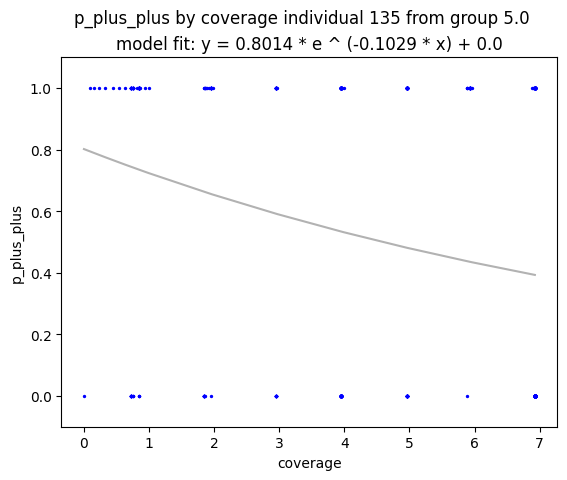 p_plus_plus by coverage individual 135 from group 5.0
model fit: y = 0.8014 * e ^ (-0.1029 * x) + 0.0
1.0
0.8
0.6
0.4
0.2
0.0
p_plus_plus
0 1 2 3 4 5 6 7
coverage